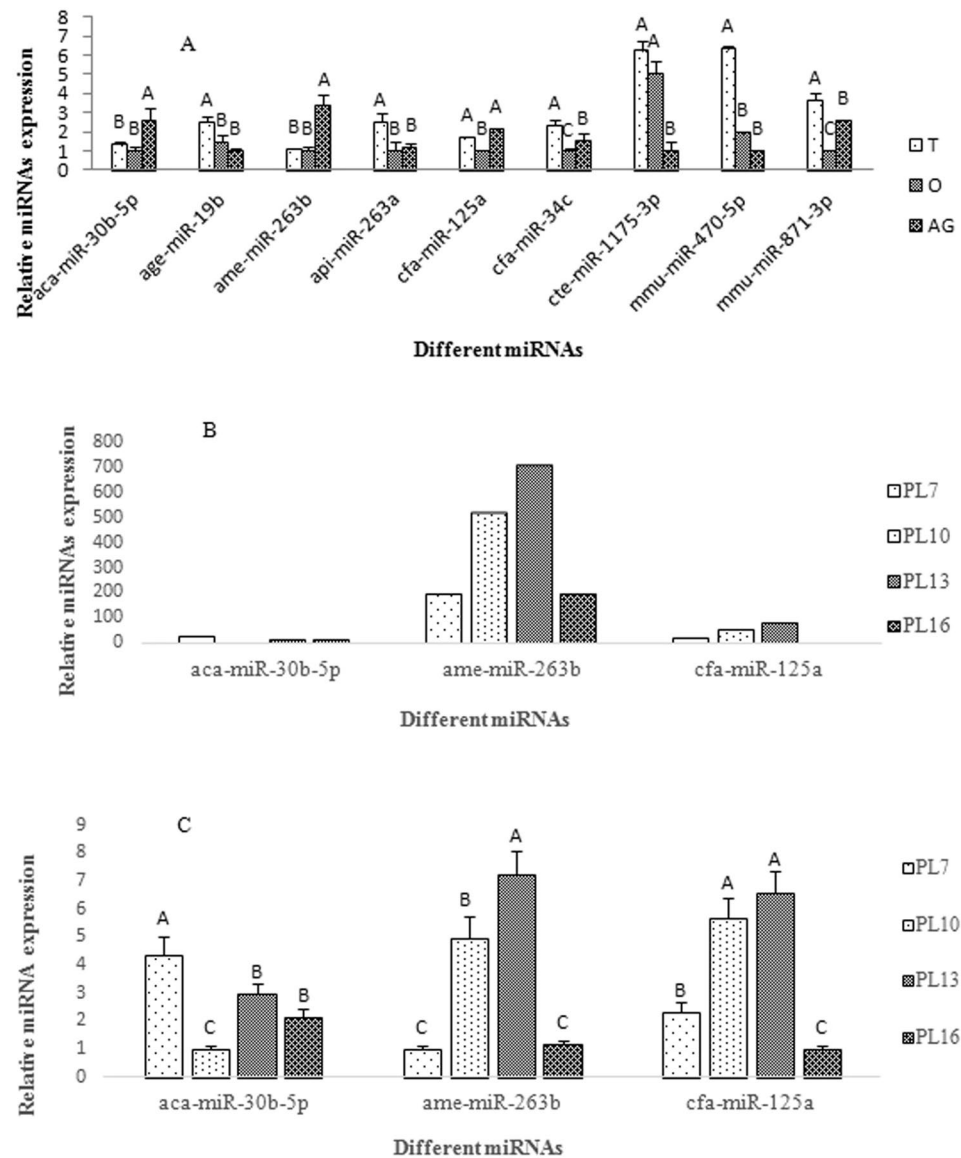 A
Relative miRNAs expression
8
7
6
5
4
3
2
1
0
B B A
A B B
B B A
A B B
A B A
A C B
A A B
A B B
A C B
aca-miR-30b-5p
age-miR-19b
ame-miR-263b
api-miR-263a
cfa-miR-125a
cfa-miR-34c
cte-miR-1175-3p
mmu-miR-470-5p
mmu-miR-871-3p
Different miRNAs
T
O
AG
B
Relative miRNAs expression
800
700
600
500
400
300
200
100
0
aca-miR-30b-5p ame-miR-263b cfa-miR-125a
Different miRNAs
PL7
PL10
PL13
PL16
C
Relative miRNA expression
9
8
7
6
5
4
3
2
1
0
A C B B
C B A C
B A A C
aca-miR-30b-5p ame-miR-263b cfa-miR-125a
Different miRNAs
PL7
PL10
PL13
PL16